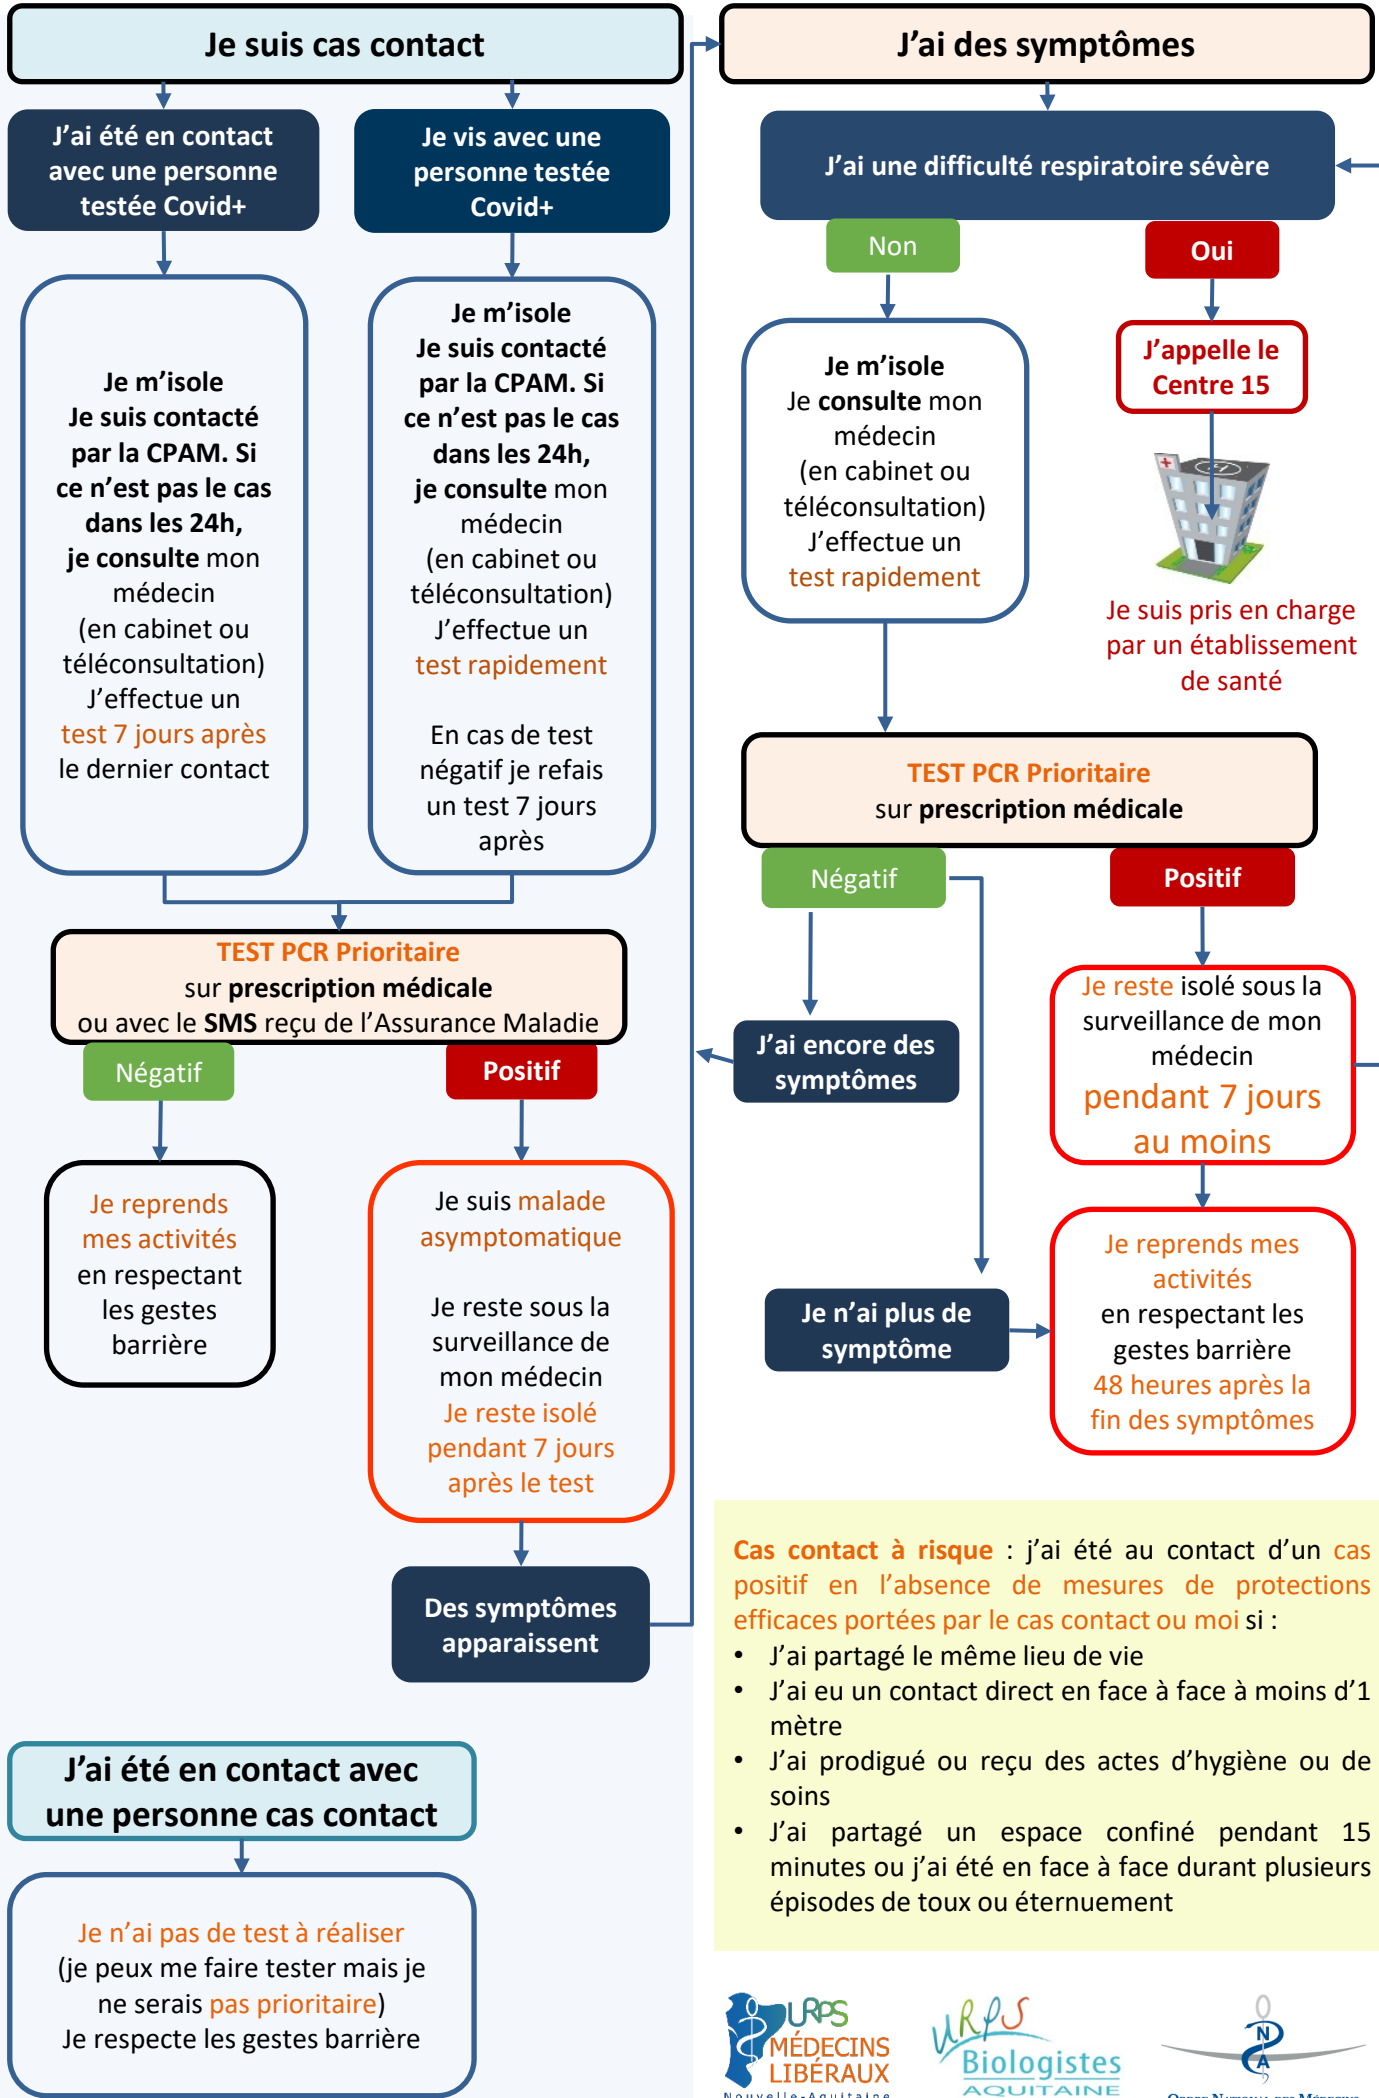 Je suis cas contact
J'ai été en contact
avec une personne
testée Covid+
Je vis avec une
personne testée
Covid+
Je m'isole
Je suis contacté
par la CPAM. Si
ce n'est pas le cas
dans les 24h,
je consulte mon
médecin
(en cabinet ou
téléconsultation)
J'effectue un
test 7 jours après
le dernier contact
Je m'isole
Je suis contacté
par la CPAM. Si
ce n'est pas le cas
dans les 24h,
je consulte mon
médecin
(en cabinet ou
téléconsultation)
J'effectue un
test rapidement
En cas de test
négatif je refais
un test 7 jours
après
TEST PCR Prioritaire
sur prescription médicale
ou avec le SMS reçu de l'Assurance Maladie
Négatif
Positif
Je reprends
mes activités
en respectant
les gestes
barrière
Je suis malade
asymptomatique
Je reste sous la
surveillance de
mon médecin
Je reste isolé
pendant 7 jours
après le test
Des symptômes
apparaissent
J'ai été en contact avec
une personne cas contact
Je n'ai pas de test à réaliser
(je peux me faire tester mais je
ne serais pas prioritaire)
Je respecte les gestes barrière
J'ai des symptômes
J'ai une difficulté respiratoire sévère
Non
Oui
Je m'isole
Je consulte mon
médecin
(en cabinet ou
téléconsultation)
J'effectue un
test rapidement
J'appelle le
Centre 15
H
Je suis pris en charge
par un établissement
de santé
TEST PCR Prioritaire
sur prescription médicale
Négatif
Positif
J'ai encore des
symptômes
Je reste isolé sous la
surveillance de mon
médecin
pendant 7 jours
au moins
Je n'ai plus de
symptôme
Je reprends mes
activités
en respectant les
gestes barrière
48 heures après la
fin des symptômes
Cas contact à risque : j'ai été au contact d'un cas
positif en l'absence de mesures de protections
efficaces portées par le cas contact ou moi si :
• J'ai partagé le même lieu de vie
• J'ai eu un contact direct en face à face à moins d'1
mètre
• J'ai prodigué ou reçu des actes d'hygiène ou de
soins
• J'ai partagé un espace confiné pendant 15
minutes ou j'ai été en face à face durant plusieurs
épisodes de toux ou éternuement
URPS
MÉDECINS
LIBÉRAUX
Nouvelle-Aquitaine
URPS
Biologistes
AQUITAINE
N
A
ORDRE NATIONAL DES MÉDECINS